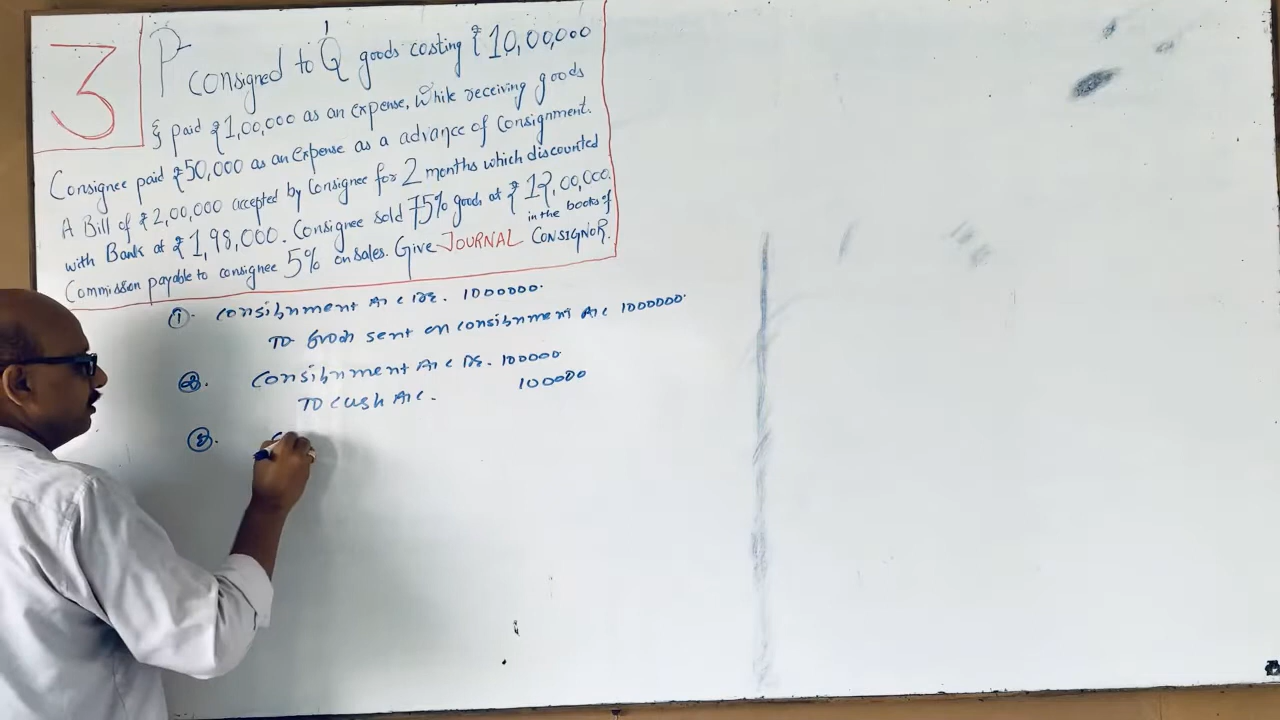 3
P consigned to Q goods costing ₹ 10,00,000
& paid ₹1,00,000 as an expense, While receiving goods
Consignee paid ₹50,000 as an Expense as a advance of Consignment.
A Bill of ₹2,00,000 accepted by Consignee for 2 months which discounted
with Bank at ₹1,98,000. Consignee sold 75% goods at ₹ 12,00,000.
Commission payable to consignee 5% on sales. Give JOURNAL in the books of CONSIGNOR.
①. Consignment A/c Dr. 1000000.
To Goods sent on consignment A/c 1000000.
②. Consignment A/c Dr. 100000
To cash A/c. 100000
③. C